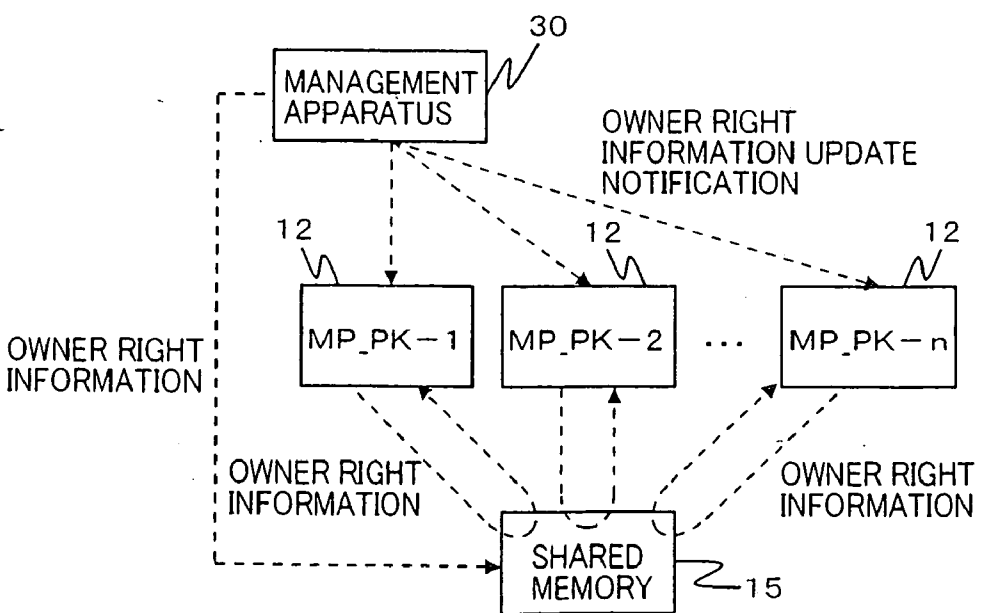 30
MANAGEMENT
APPARATUS
OWNER RIGHT
INFORMATION UPDATE
NOTIFICATION
12
12
12
MP_PK-1
MP_PK-2
...
MP_PK-n
OWNER RIGHT
INFORMATION
OWNER RIGHT
INFORMATION
OWNER RIGHT
INFORMATION
SHARED
MEMORY
15